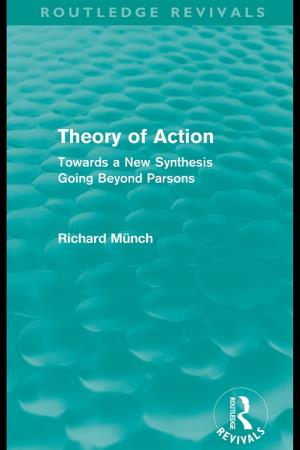 ROUTLEDGE REVIVALS
Theory of Action
Towards a New Synthesis
Going Beyond Parsons
Richard Münch
ROUTLEDGE
REVIVALS